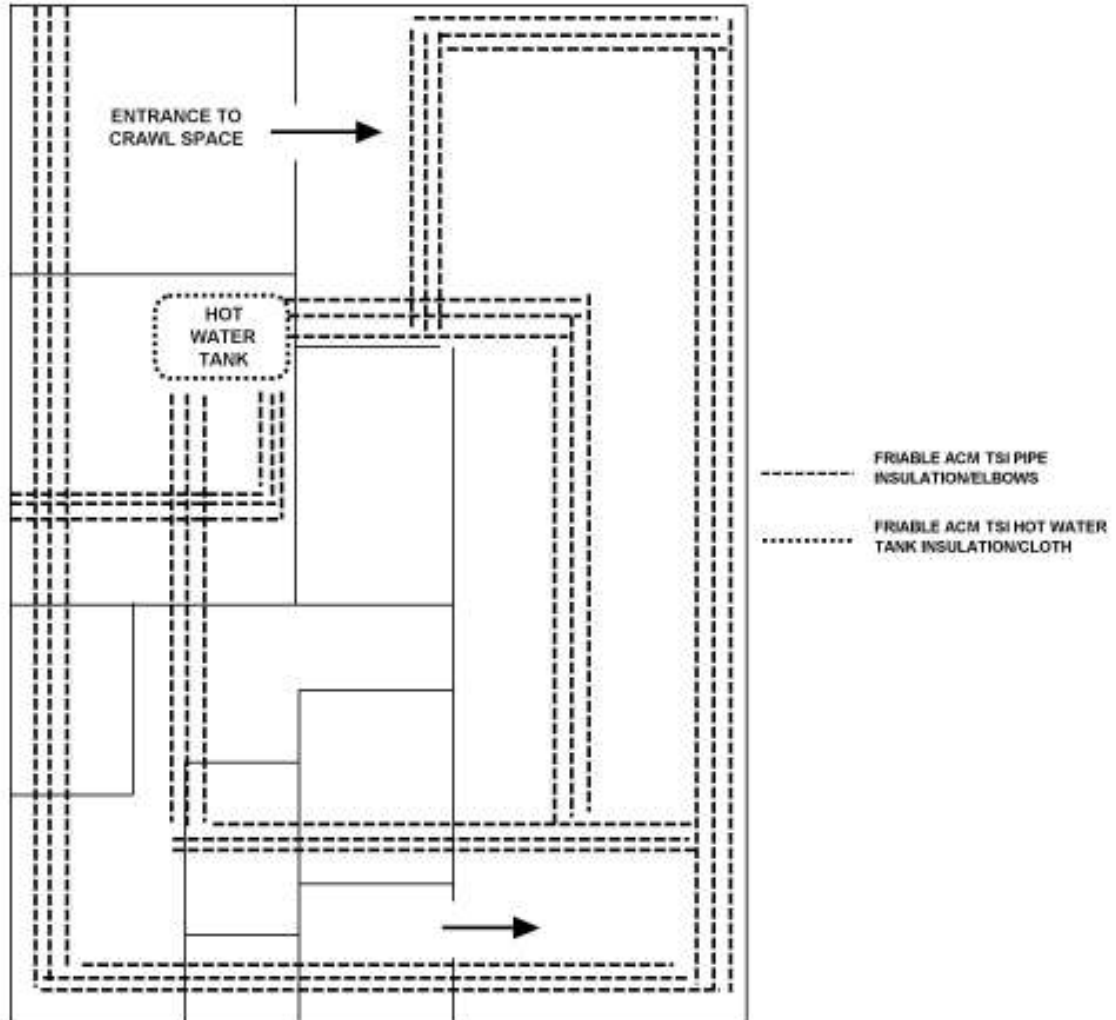 ENTRANCE TO
CRAWL SPACE
HOT
WATER
TANK
FRIABLE ACM TSI PIPE
INSULATION/ELBOWS
FRIABLE ACM TSI HOT WATER
TANK INSULATION/CLOTH